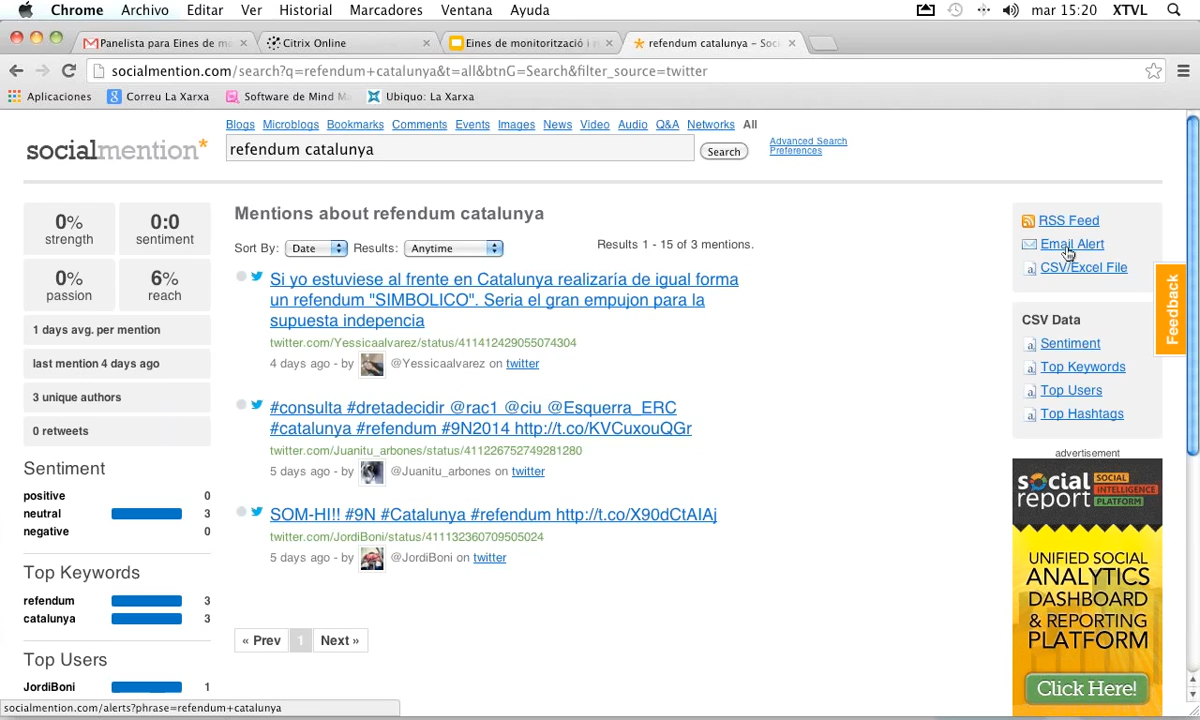 Chrome Archivo Editar Ver Historial Marcadores Ventana Ayuda mar 15:20 XTVL
Panelista para Eines de mo Citrix Online Eines de monitorització i r refendum catalunya – Soc
socialmention.com/search?q=refendum+catalunya&t=all&btnG=Search&filter_source=twitter
Aplicaciones Correu La Xarxa Software de Mind Ma Ubiquo: La Xarxa
Blogs Microblogs Bookmarks Comments Events Images News Video Audio Q&A Networks All
socialmention*
refendum catalunya
Search
Advanced Search
Preferences
0%
strength
0:0
sentiment
0%
passion
6%
reach
1 days avg. per mention
last mention 4 days ago
3 unique authors
0 retweets
Sentiment
positive 0
neutral 3
negative 0
Top Keywords
refendum 3
catalunya 3
Top Users
JordiBoni 1
Mentions about refendum catalunya
Sort By: Date Results: Anytime
Results 1 - 15 of 3 mentions.
Si yo estuviese al frente en Catalunya realizaría de igual forma
un refendum "SIMBOLICO". Seria el gran empujon para la
supuesta indepencia
twitter.com/Yessicaalvarez/status/411412429055074304
4 days ago - by @Yessicaalvarez on twitter
#consulta #dretadecidir @rac1 @ciu @Esquerra_ERC
#catalunya #refendum #9N2014 http://t.co/KVCuxouQGr
twitter.com/Juanitu_arbones/status/411226752749281280
5 days ago - by @Juanitu_arbones on twitter
SOM-HI!! #9N #Catalunya #refendum http://t.co/X90dCtAIAj
twitter.com/JordiBoni/status/411132360709505024
5 days ago - by @JordiBoni on twitter
« Prev 1 Next »
RSS Feed
Email Alert
CSV/Excel File
Feedback
CSV Data
Sentiment
Top Keywords
Top Users
Top Hashtags
advertisement
social report
SOCIAL
INTELLIGENCE
PLATFORM
UNIFIED SOCIAL
ANALYTICS
DASHBOARD
& REPORTING
PLATFORM
Click Here!
socialmention.com/alerts?phrase=refendum+catalunya